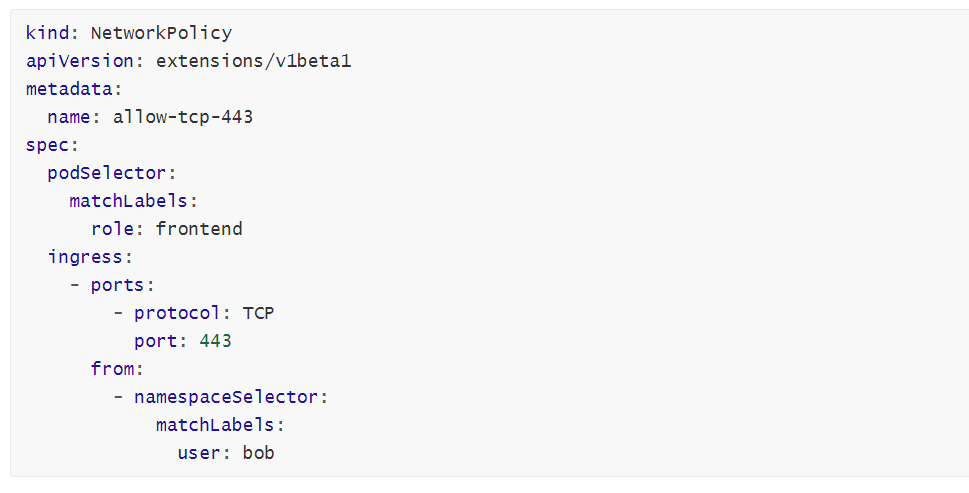 kind: NetworkPolicy
apiVersion: extensions/v1beta1
metadata:
  name: allow-tcp-443
spec:
  podSelector:
    matchLabels:
      role: frontend
  ingress:
    - ports:
        - protocol: TCP
          port: 443
      from:
        - namespaceSelector:
            matchLabels:
              user: bob